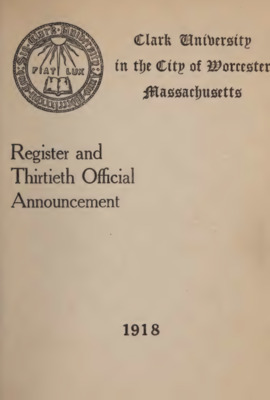 FIAT LUX
Clark University
in the City of Worcester
Massachusetts
Register and
Thirtieth Official
Announcement
1918